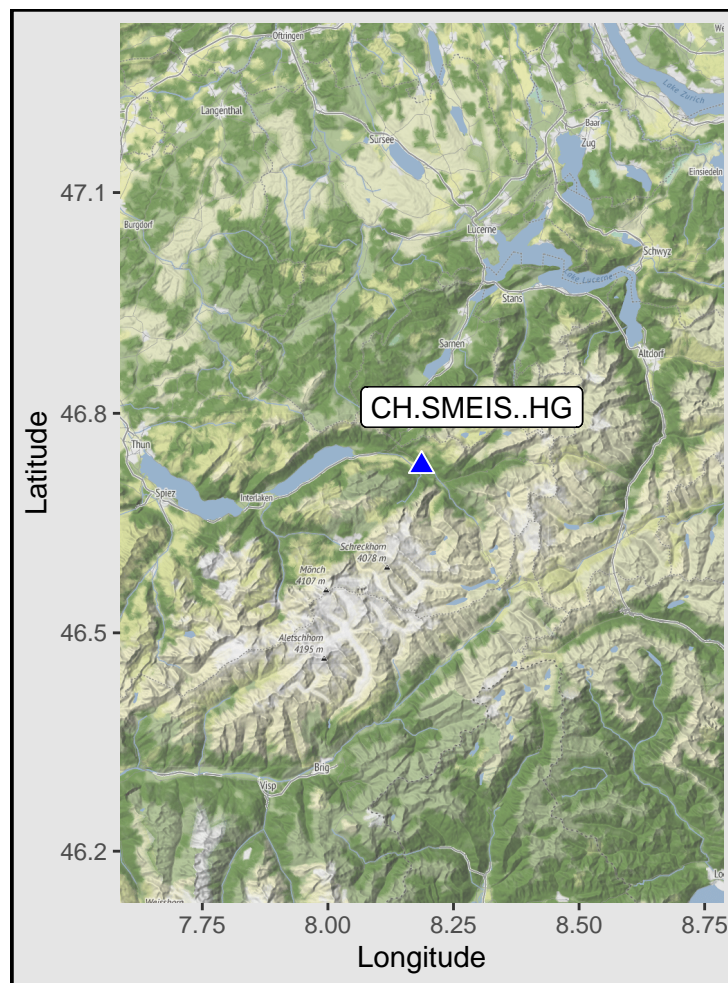 Oftringen
Langenthal
Lake Zurich
Baar
Zug
Sursee
Einsiedeln
47.1
Burgdorf
Lucerne
Schwyz
Lake Lucerne
Stans
Sarnen
Altdorf
CH.SMEIS..HG
46.8
Latitude
Thun
Spiez
Interlaken
Schreckhorn
4078 m
Mönch
4107 m
46.5
Aletschhorn
4195 m
Brig
Visp
46.2
7.75 8.00 8.25 8.50 8.75
Longitude